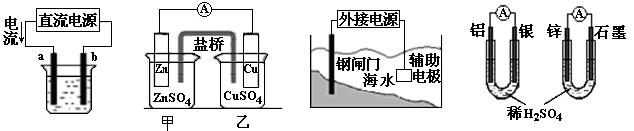 电流
直流电源
a
b
A
盐桥
Zn
Cu
ZnSO₄
CuSO₄
甲
乙
外接电源
钢闸门
海水
辅助电极
A
铝
银
A
锌
石墨
稀H₂SO₄